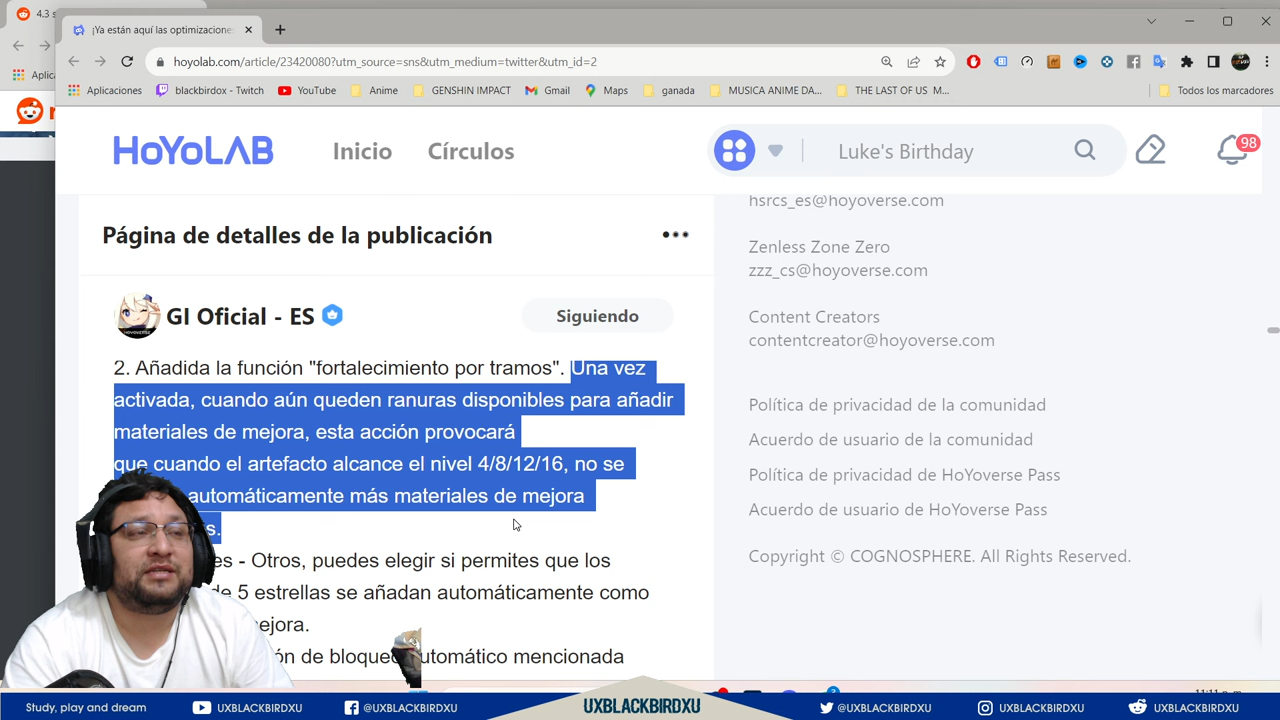 4.3 s
¡Ya están aquí las optimizacione
hoyolab.com/article/23420080?utm_source=sns&utm_medium=twitter&utm_id=2
Aplicaciones
blackbirdox - Twitch
YouTube
Anime
GENSHIN IMPACT
Gmail
Maps
ganada
MUSICA ANIME DA...
THE LAST OF US M...
Todos los marcadores
HoYoLAB
Inicio
Círculos
Luke's Birthday
98
hsrcs_es@hoyoverse.com
Página de detalles de la publicación
Zenless Zone Zero
zzz_cs@hoyoverse.com
GI Oficial - ES
Siguiendo
Content Creators
contentcreator@hoyoverse.com
2. Añadida la función "fortalecimiento por tramos". Una vez
activada, cuando aún queden ranuras disponibles para añadir
materiales de mejora, esta acción provocará
que cuando el artefacto alcance el nivel 4/8/12/16, no se
automáticamente más materiales de mejora
s.
es - Otros, puedes elegir si permites que los
de 5 estrellas se añadan automáticamente como
ejora.
ón de bloqueo automático mencionada
Política de privacidad de la comunidad
Acuerdo de usuario de la comunidad
Política de privacidad de HoYoverse Pass
Acuerdo de usuario de HoYoverse Pass
Copyright © COGNOSPHERE. All Rights Reserved.
Study, play and dream
UXBLACKBIRDXU
@UXBLACKBIRDXU
UXBLACKBIRDXU
@UXBLACKBIRDXU
@UXBLACKBIRDXU
@UXBLACKBIRDXU